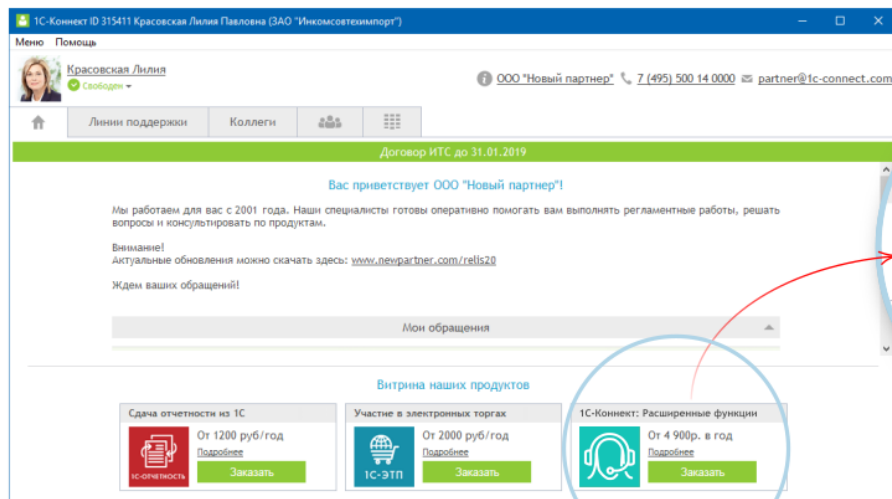 1С-Коннект ID 315411 Красовская Лилия Павловна (ЗАО "Инкомсовтехимпорт")
Меню Помощь
Красовская Лилия
Свободен
ООО "Новый партнер" 7 (495) 500 14 0000 partner@1c-connect.com
Линии поддержки Коллеги
Договор ИТС до 31.01.2019
Вас приветствует ООО "Новый партнер"!
Мы работаем для вас с 2001 года. Наши специалисты готовы оперативно помогать вам выполнять регламентные работы, решать
вопросы и консультировать по продуктам.
Внимание!
Актуальные обновления можно скачать здесь: www.newpartner.com/relis20
Ждем ваших обращений!
Мои обращения
Витрина наших продуктов
Сдача отчетности из 1С Участие в электронных торгах 1С-Коннект: Расширенные функции
От 1200 руб/год От 2000 руб/год От 4 900р. в год
Подробнее Подробнее Подробнее
1С-ОТЧЕТНОСТЬ Заказать 1С-ЭТП Заказать Заказать